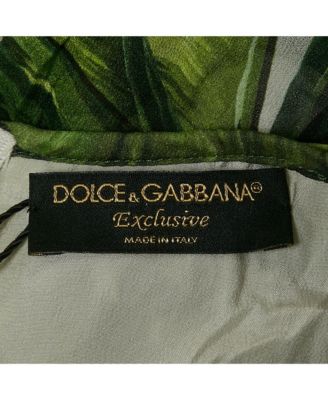 DOLCE & GABBANA
Exclusive
MADE IN ITALY